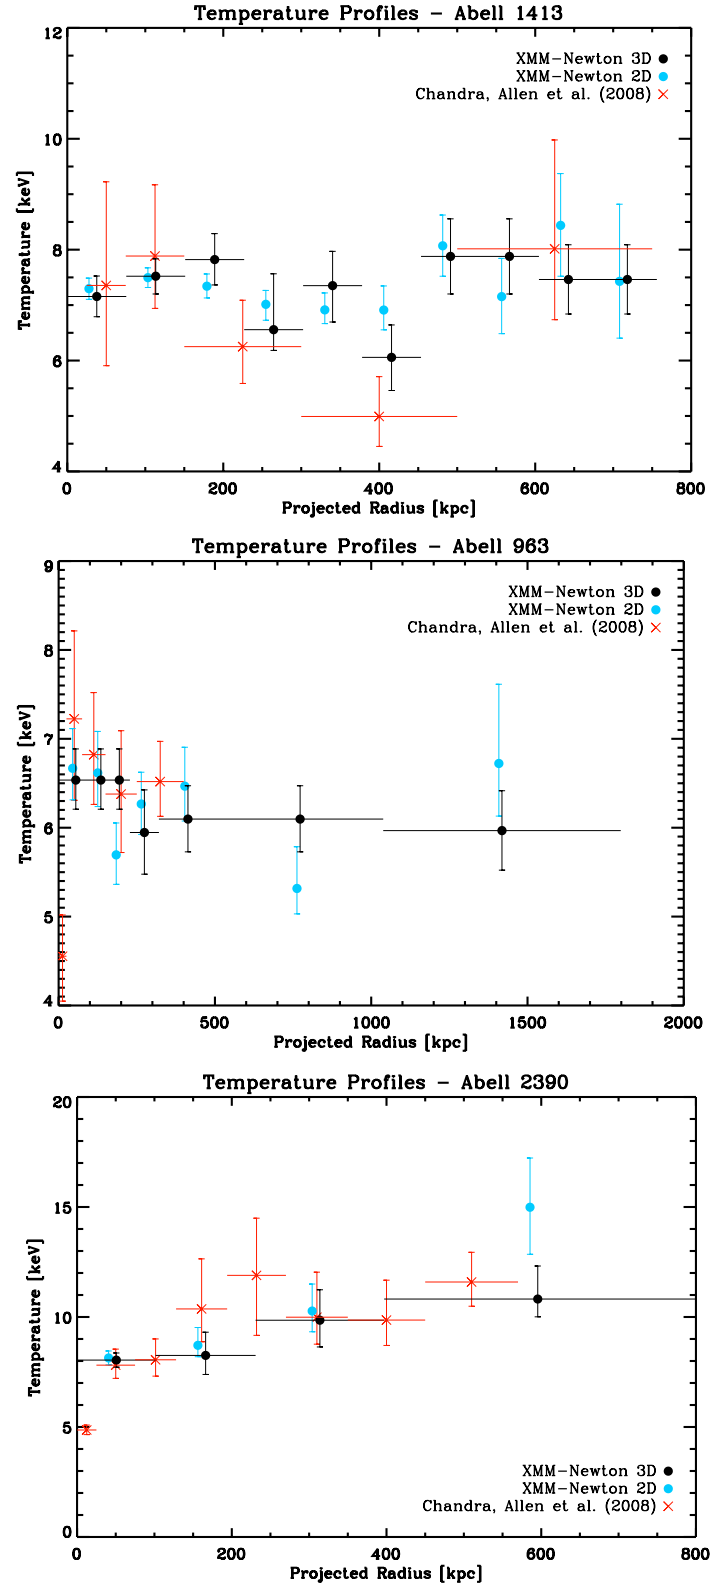 Temperature Profiles − Abell 1413
12
10
8
6
4
Temperature [keV]
XMM−Newton 3D
XMM−Newton 2D
Chandra, Allen et al. (2008)
0 200 400 600 800
Projected Radius [kpc]
Temperature Profiles − Abell 963
9
8
7
6
5
4
Temperature [keV]
XMM−Newton 3D
XMM−Newton 2D
Chandra, Allen et al. (2008)
0 500 1000 1500 2000
Projected Radius [kpc]
Temperature Profiles − Abell 2390
20
15
10
5
0
Temperature [keV]
XMM−Newton 3D
XMM−Newton 2D
Chandra, Allen et al. (2008)
0 200 400 600 800
Projected Radius [kpc]